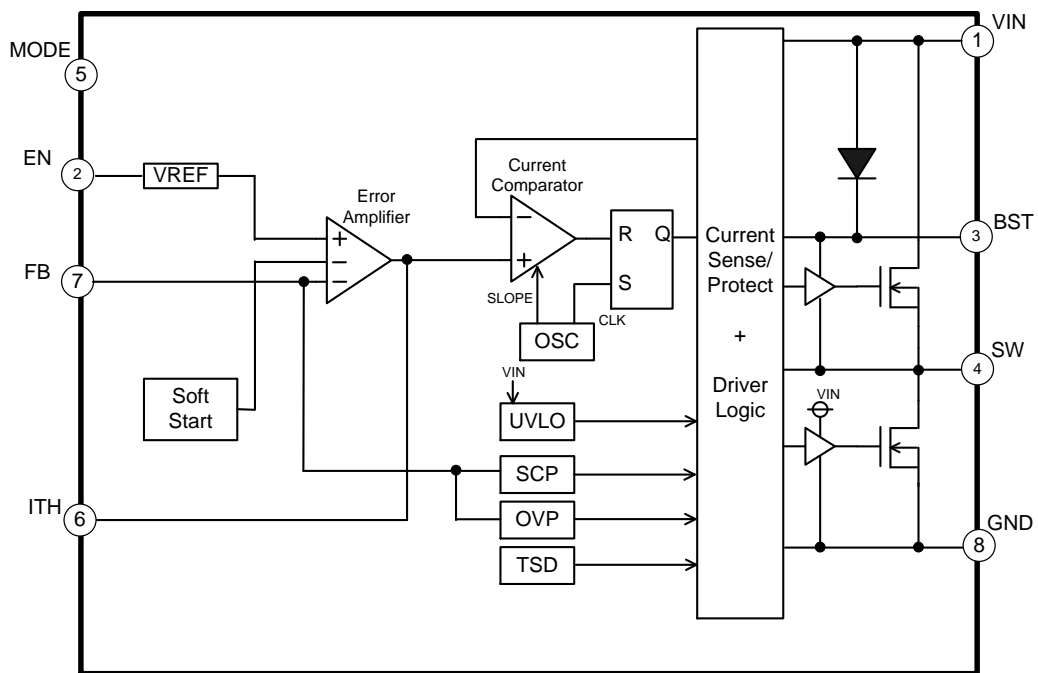 VIN
1
MODE
5
EN
2
VREF
Error
Amplifier
Current
Comparator
+
−
−
−
+
SLOPE
R
Q
S
CLK
OSC
Current
Sense/
Protect
+
Driver
Logic
BST
3
FB
7
SW
4
Soft
Start
VIN
UVLO
VIN
SCP
OVP
TSD
ITH
6
GND
8